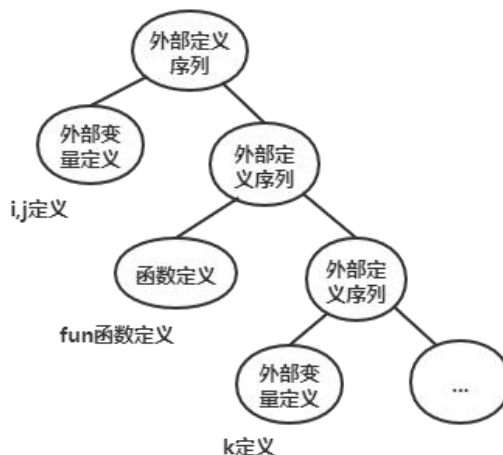 外部定义
序列
外部变
量定义
i,j定义
外部定
义序列
函数定义
fun函数定义
外部定
义序列
外部变
量定义
k定义
...